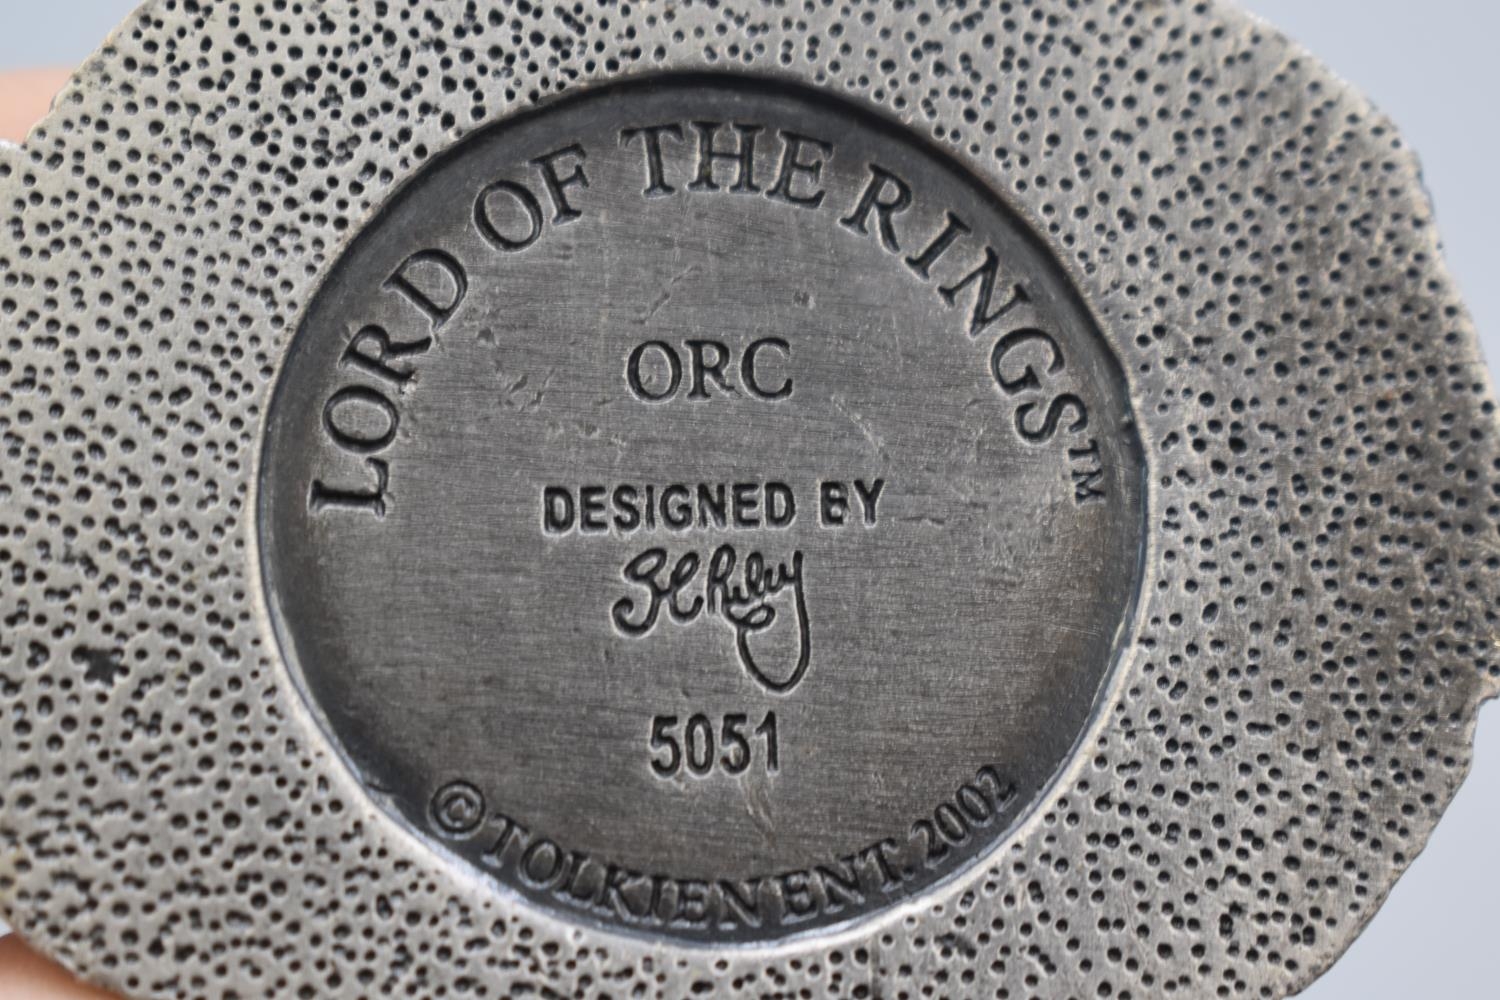 LORD OF THE RINGS™
ORC
DESIGNED BY
5051
© TOLKIEN ENT. 2002